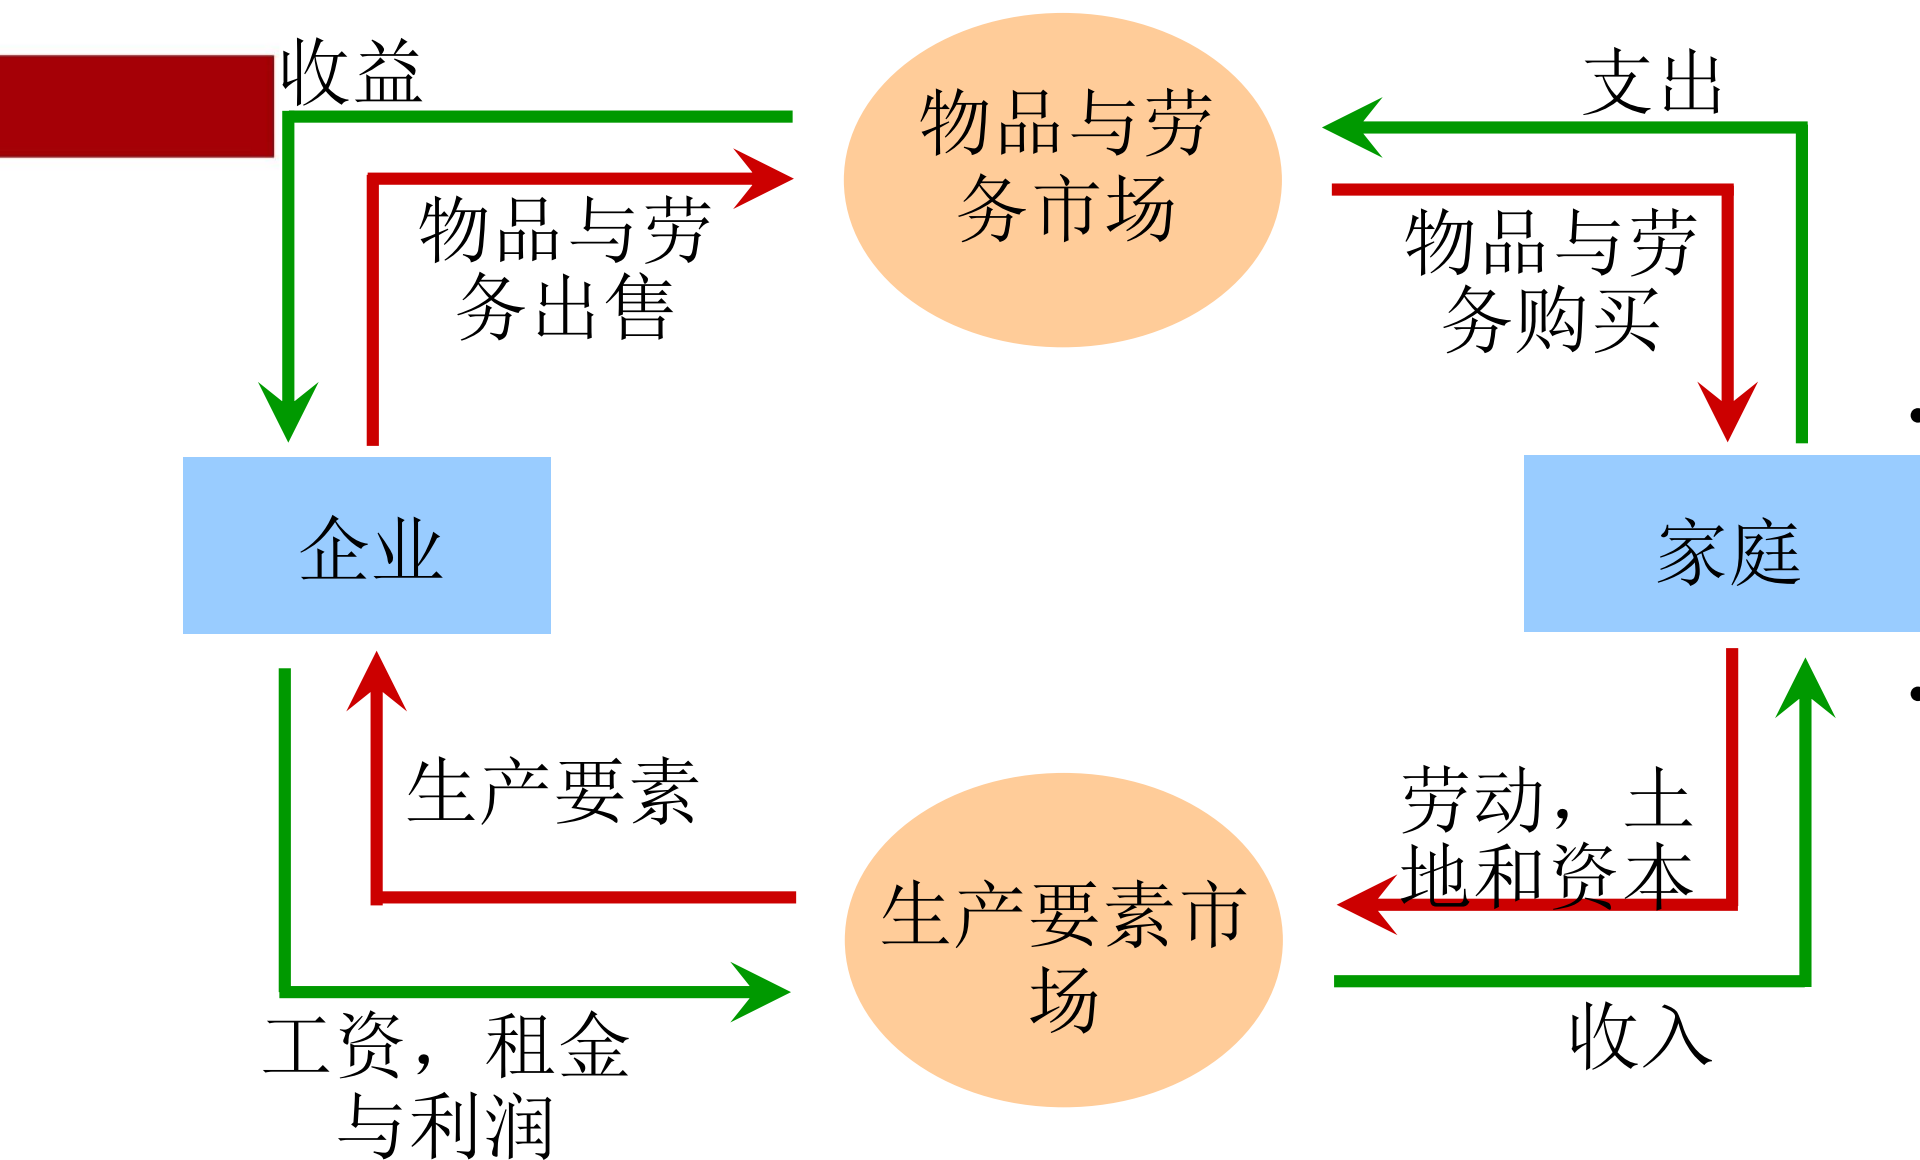 收益
支出
物品与劳
务市场
物品与劳
务出售
物品与劳
务购买
企业
家庭
生产要素
劳动，土
地和资本
生产要素市
场
工资，租金
与利润
收入